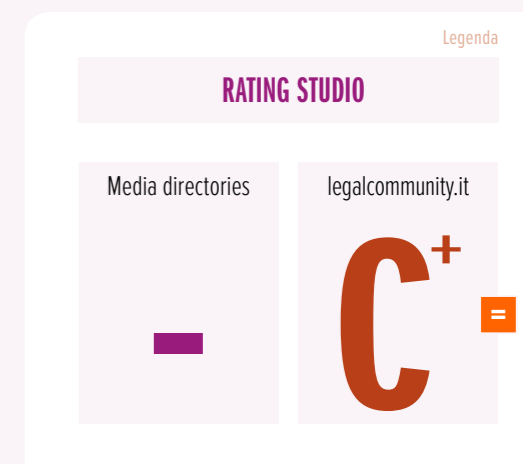 Legenda
RATING STUDIO
Media directories
legalcommunity.it
-
C+
=